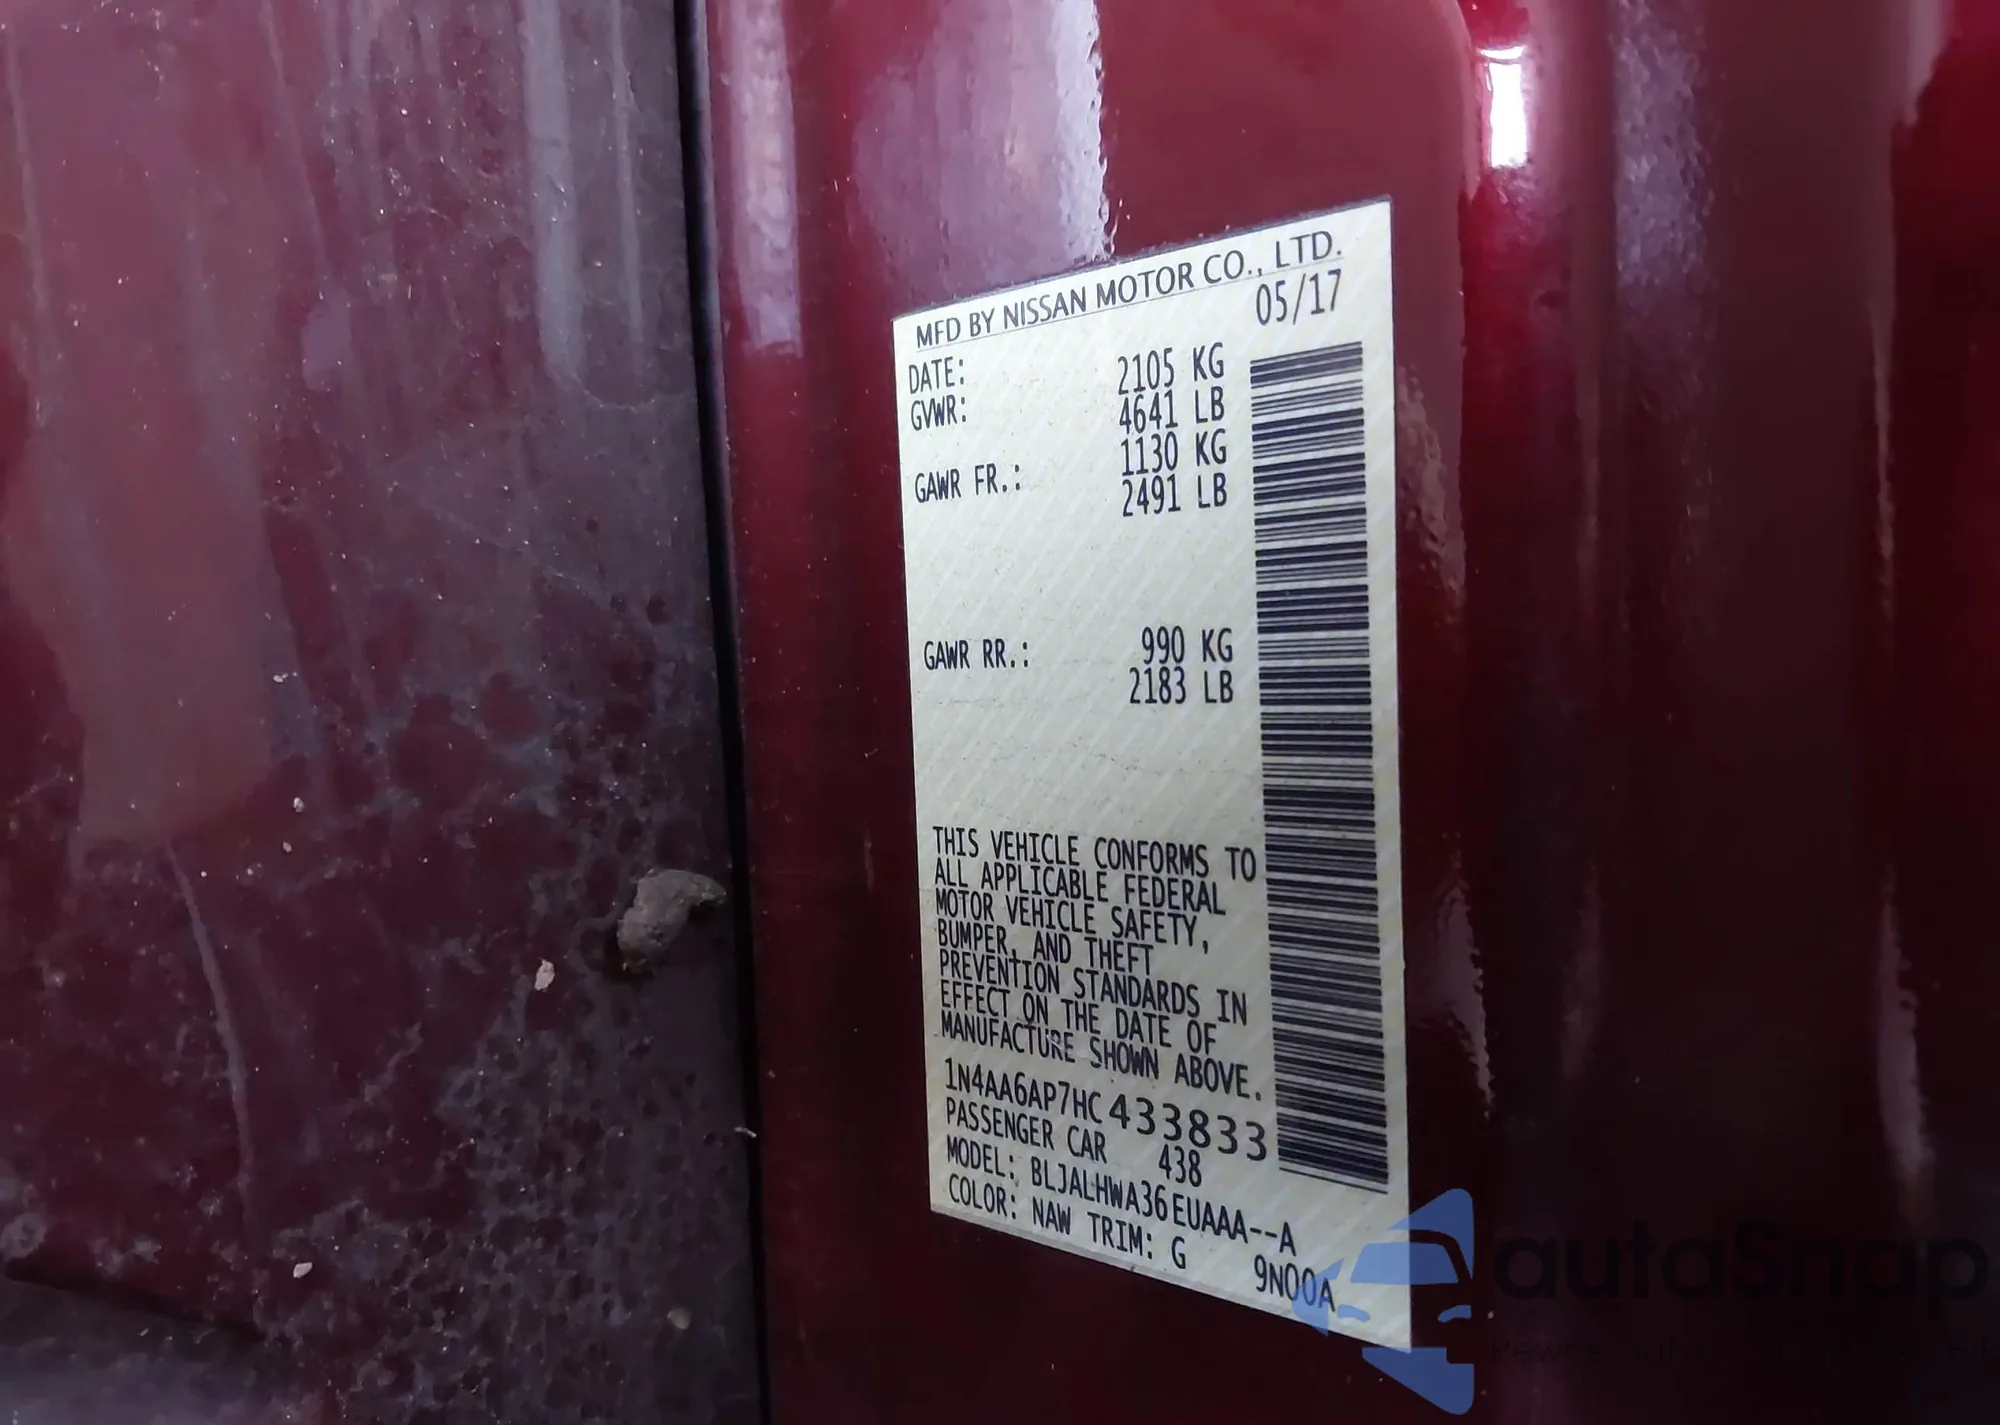 MFD BY NISSAN MOTOR CO., LTD.
DATE: 05/17
GVWR: 2105 KG
4641 LB
GAWR FR.: 1130 KG
2491 LB
GAWR RR.: 990 KG
2183 LB
THIS VEHICLE CONFORMS TO
ALL APPLICABLE FEDERAL
MOTOR VEHICLE SAFETY,
BUMPER, AND THEFT
PREVENTION STANDARDS IN
EFFECT ON THE DATE OF
MANUFACTURE SHOWN ABOVE.
1N4AA6AP7HC433833
PASSENGER CAR 438
MODEL: BLJALHWA36EUAAA--A
COLOR: NAW TRIM: G 9N00A
autoSnap